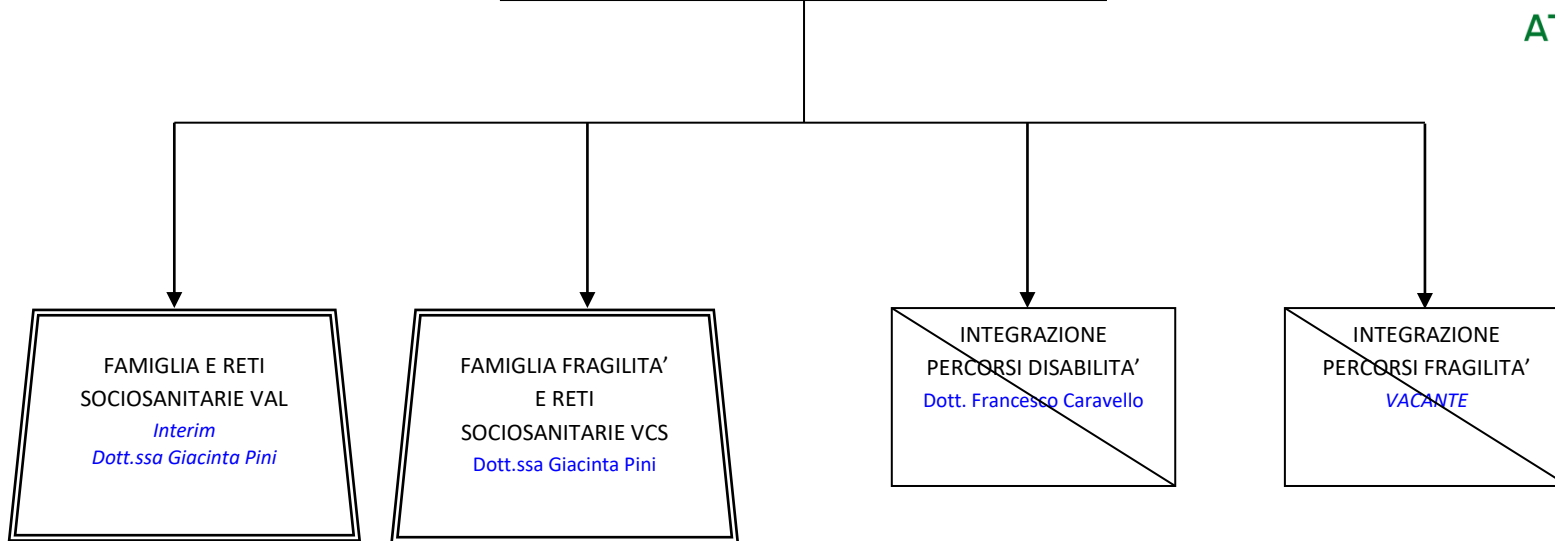 FAMIGLIA E RETI
SOCIOSANITARIE VAL
Interim
Dott.ssa Giacinta Pini
FAMIGLIA FRAGILITA’
E RETI
SOCIOSANITARIE VCS
Dott.ssa Giacinta Pini
INTEGRAZIONE
PERCORSI DISABILITA’
Dott. Francesco Caravello
INTEGRAZIONE
PERCORSI FRAGILITA’
VACANTE